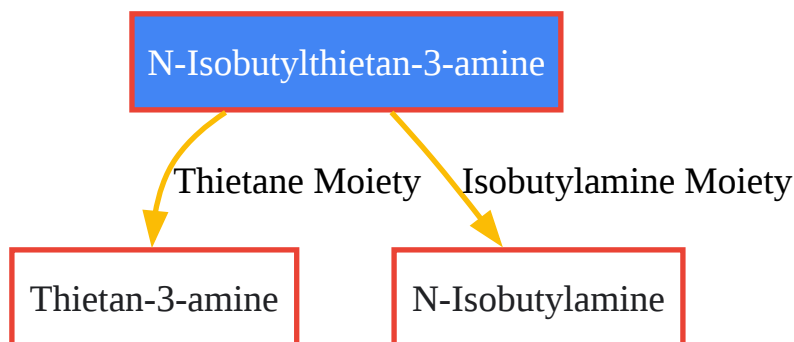 N-Isobutylthietan-3-amine
Thietane Moiety
Isobutylamine Moiety
Thietan-3-amine
N-Isobutylamine